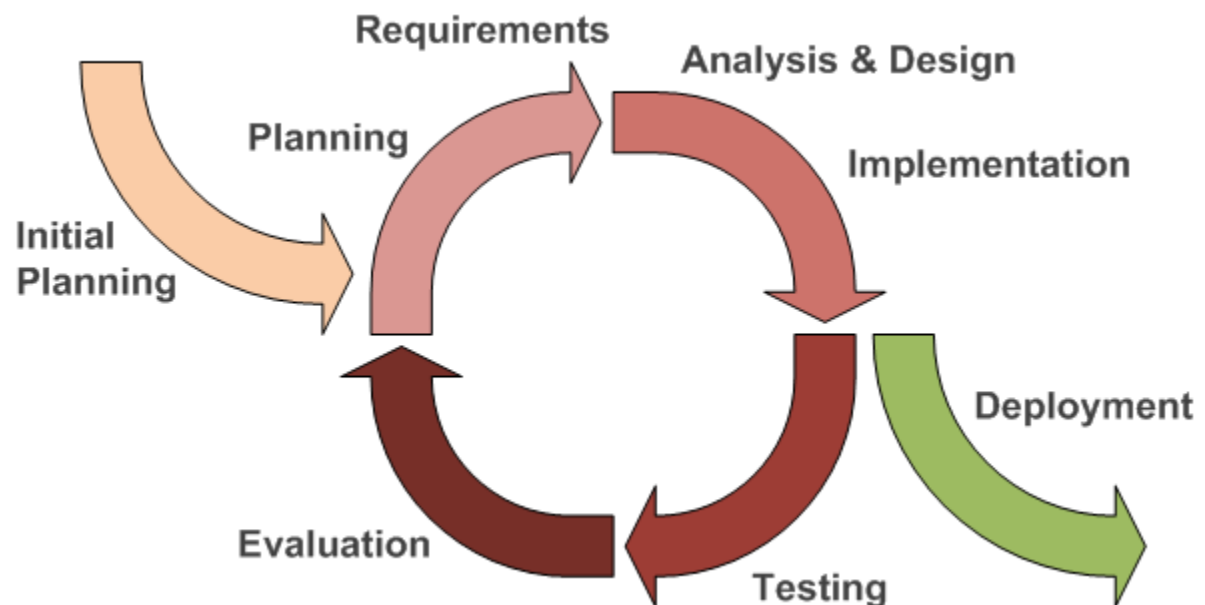 Requirements
Analysis & Design
Planning
Implementation
Initial
Planning
Deployment
Evaluation
Testing